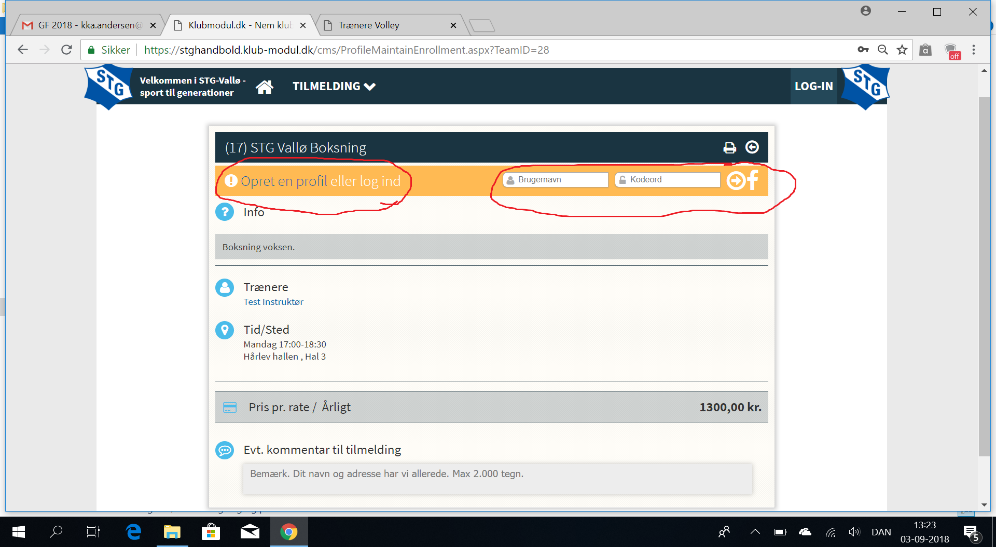 GF 2018 - kka.andersen@
Klubmodul.dk - Nem klub
Trænere Volley
Sikker
https://stghandbold.klub-modul.dk/cms/ProfileMaintainEnrollment.aspx?TeamID=28
off
STG
Velkommen i STG-Vallø -
sport til generationer
TILMELDING
LOG-IN
STG
(17) STG Vallø Boksning
Opret en profil eller log ind
Brugernavn
Kodeord
Info
Boksning voksen.
Trænere
Test Instruktør
Tid/Sted
Mandag 17:00-18:30
Hårlev hallen , Hal 3
Pris pr. rate / Årligt
1300,00 kr.
Evt. kommentar til tilmelding
Bemærk. Dit navn og adresse har vi allerede. Max 2.000 tegn.
DAN
13:23
03-09-2018
5